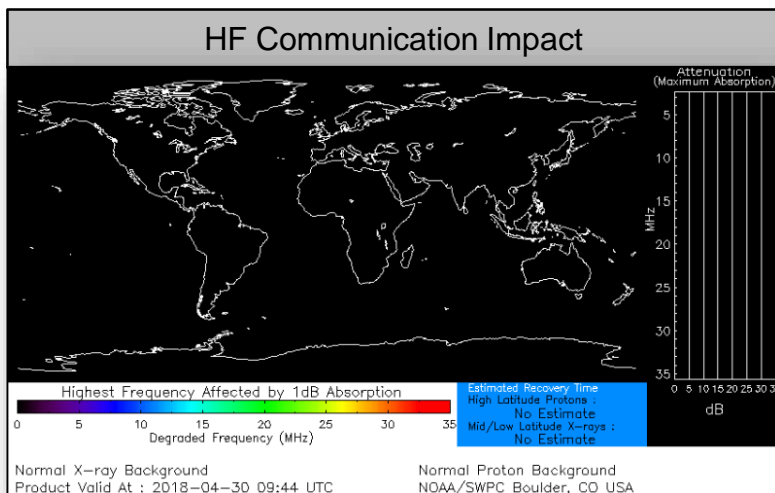 HF Communication Impact
Attenuation
(Maximum Absorption)
5
10
15
20
25
30
35
MHz
0 5 10 15 20 25 30 3
dB
Highest Frequency Affected by 1dB Absorption
0 5 10 15 20 25 30 35
Degraded Frequency (MHz)
Estimated Recovery Time
High Latitude Protons :
No Estimate
Mid/Low Latitude X-rays :
No Estimate
Normal X-ray Background
Product Valid At : 2018-04-30 09:44 UTC
Normal Proton Background
NOAA/SWPC Boulder, CO USA